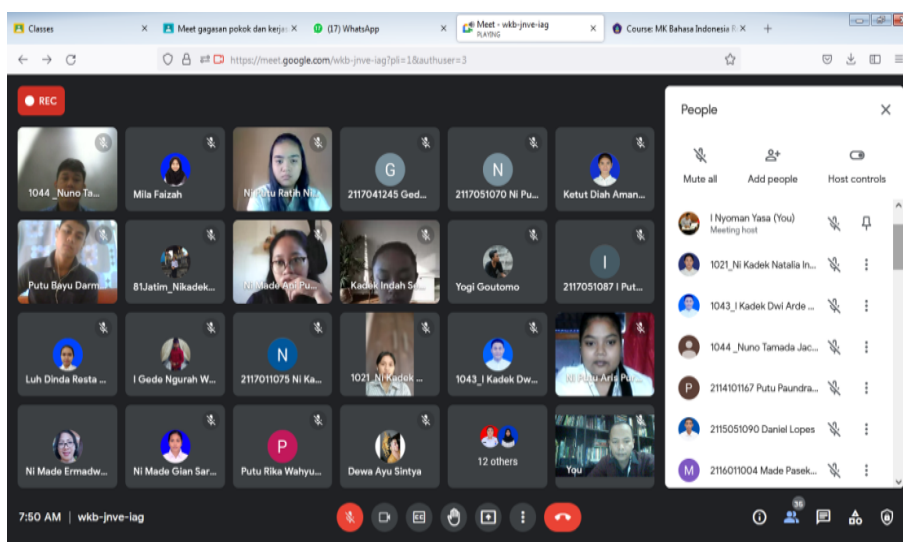 Classes
Meet gagasan pokok dan kerja:
(17) WhatsApp
Meet - wkb-jnve-iag
PLAYING
Course: MK Bahasa Indonesia
https://meet.google.com/wkb-jnve-iag?pli=1&authuser=3
REC
1044 _Nuno Ta...
Mila Faizah
Ni Putu Ratih Nil...
G
2117041245 Ged...
N
2117051070 Ni Pu...
Ketut Diah Aman...
Putu Bayu Darm...
81Jatim_Nikadek...
Ni Made Ani Pu...
Kadek Indah S...
Yogi Goutomo
I
2117051087 I Put...
Luh Dinda Resta ...
I Gede Ngurah W...
N
2117011075 Ni Ka...
1021_Ni Kadek ...
1043_I Kadek Dw...
Ni Putu Aris Pur...
Ni Made Ermadw...
Ni Made Gian Sar...
P
Putu Rika Wahyu...
Dewa Ayu Sintya
12 others
You
People
Mute all
Add people
Host controls
I Nyoman Yasa (You)
Meeting host
1021_Ni Kadek Natalia In...
1043_I Kadek Dwi Arde ...
1044 _Nuno Tamada Jac...
P
2114101167 Putu Paundra...
2115051090 Daniel Lopes
M
2116011004 Made Pasek...
7:50 AM | wkb-jnve-iag
CC
36